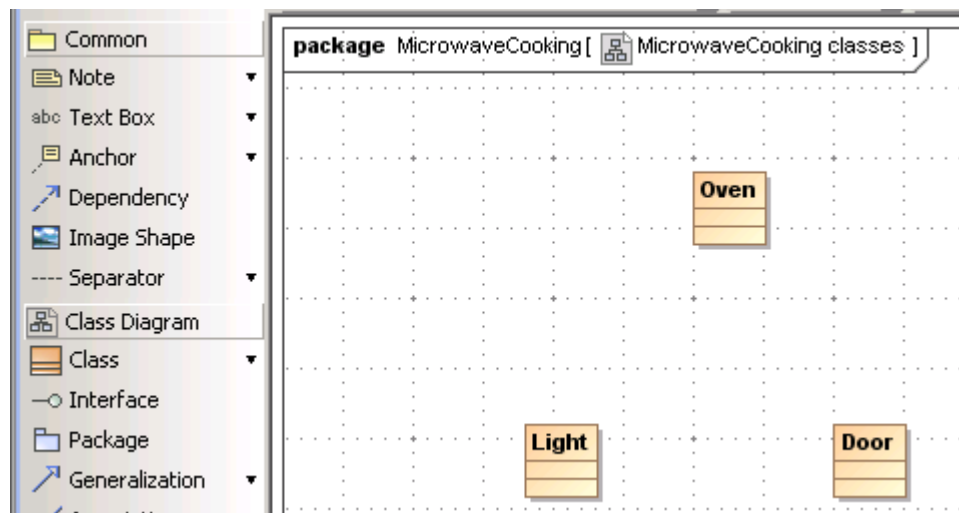 Common
Note
abc Text Box
Anchor
Dependency
Image Shape
Separator
Class Diagram
Class
Interface
Package
Generalization
package MicrowaveCooking[ MicrowaveCooking classes ]
Oven
Light
Door